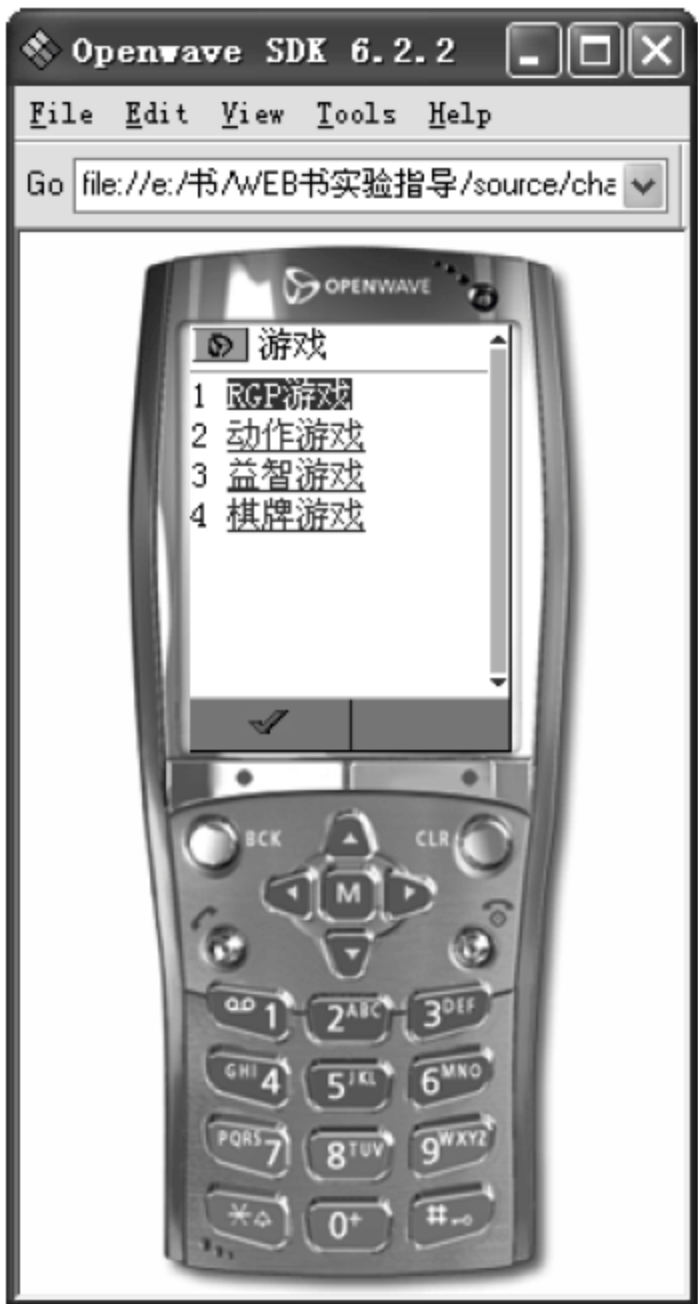 Openwave SDK 6.2.2
File Edit View Tools Help
Go file://e:/书/WEB书实验指导/source/cha
OPENWAVE
游戏
1 RGP游戏
2 动作游戏
3 益智游戏
4 棋牌游戏
BCK CLR
M
1 2ABC 3DEF
GHI4 5JKL 6MNO
PQRS7 8TUV 9WXYZ
* 0+ #